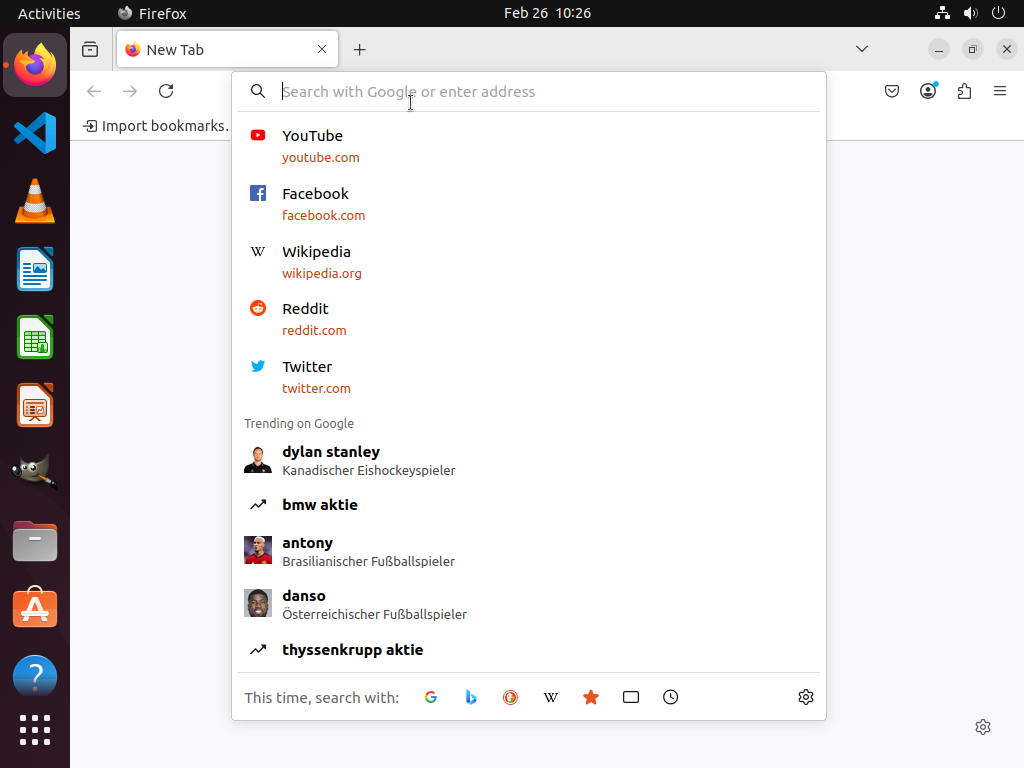 Activities
Firefox
Feb 26 10:26
New Tab
Search with Google or enter address
Import bookmarks.
YouTube
youtube.com
Facebook
facebook.com
W
Wikipedia
wikipedia.org
Reddit
reddit.com
Twitter
twitter.com
Trending on Google
dylan stanley
Kanadischer Eishockeyspieler
bmw aktie
antony
Brasilianischer Fußballspieler
danso
Österreichischer Fußballspieler
thyssenkrupp aktie
This time, search with:
W